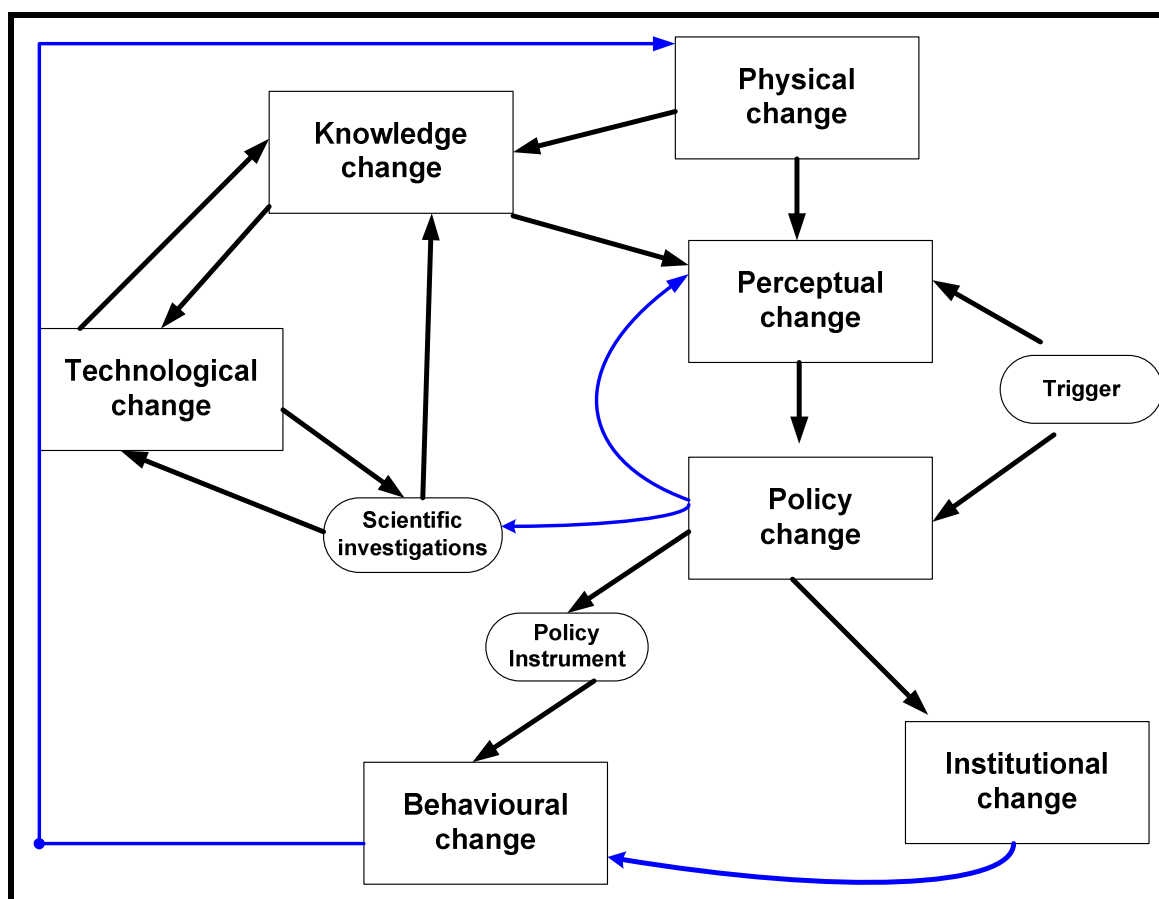 Physical
change
Knowledge
change
Perceptual
change
Technological
change
Trigger
Policy
change
Scientific
investigations
Policy
Instrument
Institutional
change
Behavioural
change